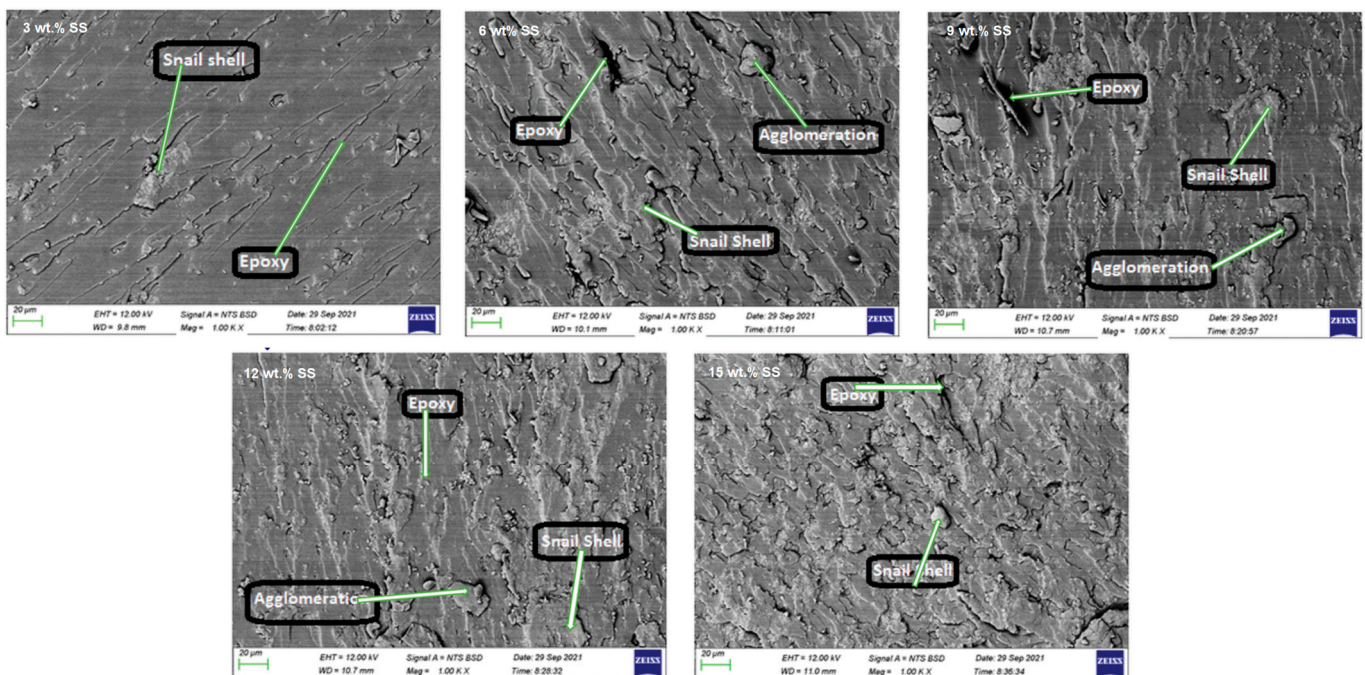 3 wt.% SS
Snail shell
Epoxy
20 µm
EHT = 12.00 kV Signal A = NTS BSD Date: 29 Sep 2021
WD = 9.8 mm Mag = 1.00 K X Time: 8:02:12
ZEISS
6 wt% SS
Epoxy
Agglomeration
Snail Shell
20 µm
EHT = 12.00 kV Signal A = NTS BSD Date: 29 Sep 2021
WD = 10.1 mm Mag = 1.00 K X Time: 8:11:01
ZEISS
9 wt.% SS
Epoxy
Snail Shell
Agglomeration
20 µm
EHT = 12.00 kV Signal A = NTS BSD Date: 29 Sep 2021
WD = 10.7 mm Mag = 1.00 K X Time: 8:20:57
ZEISS
12 wt.% SS
Epoxy
Snail Shell
Agglomeratic
20 µm
EHT = 12.00 kV Signal A = NTS BSD Date: 29 Sep 2021
WD = 10.7 mm Mag = 1.00 K X Time: 8:28:32
ZEISS
15 wt.% SS
Epoxy
Snail Shell
20 µm
EHT = 12.00 kV Signal A = NTS BSD Date: 29 Sep 2021
WD = 11.0 mm Mag = 1.00 K X Time: 8:36:34
ZEISS